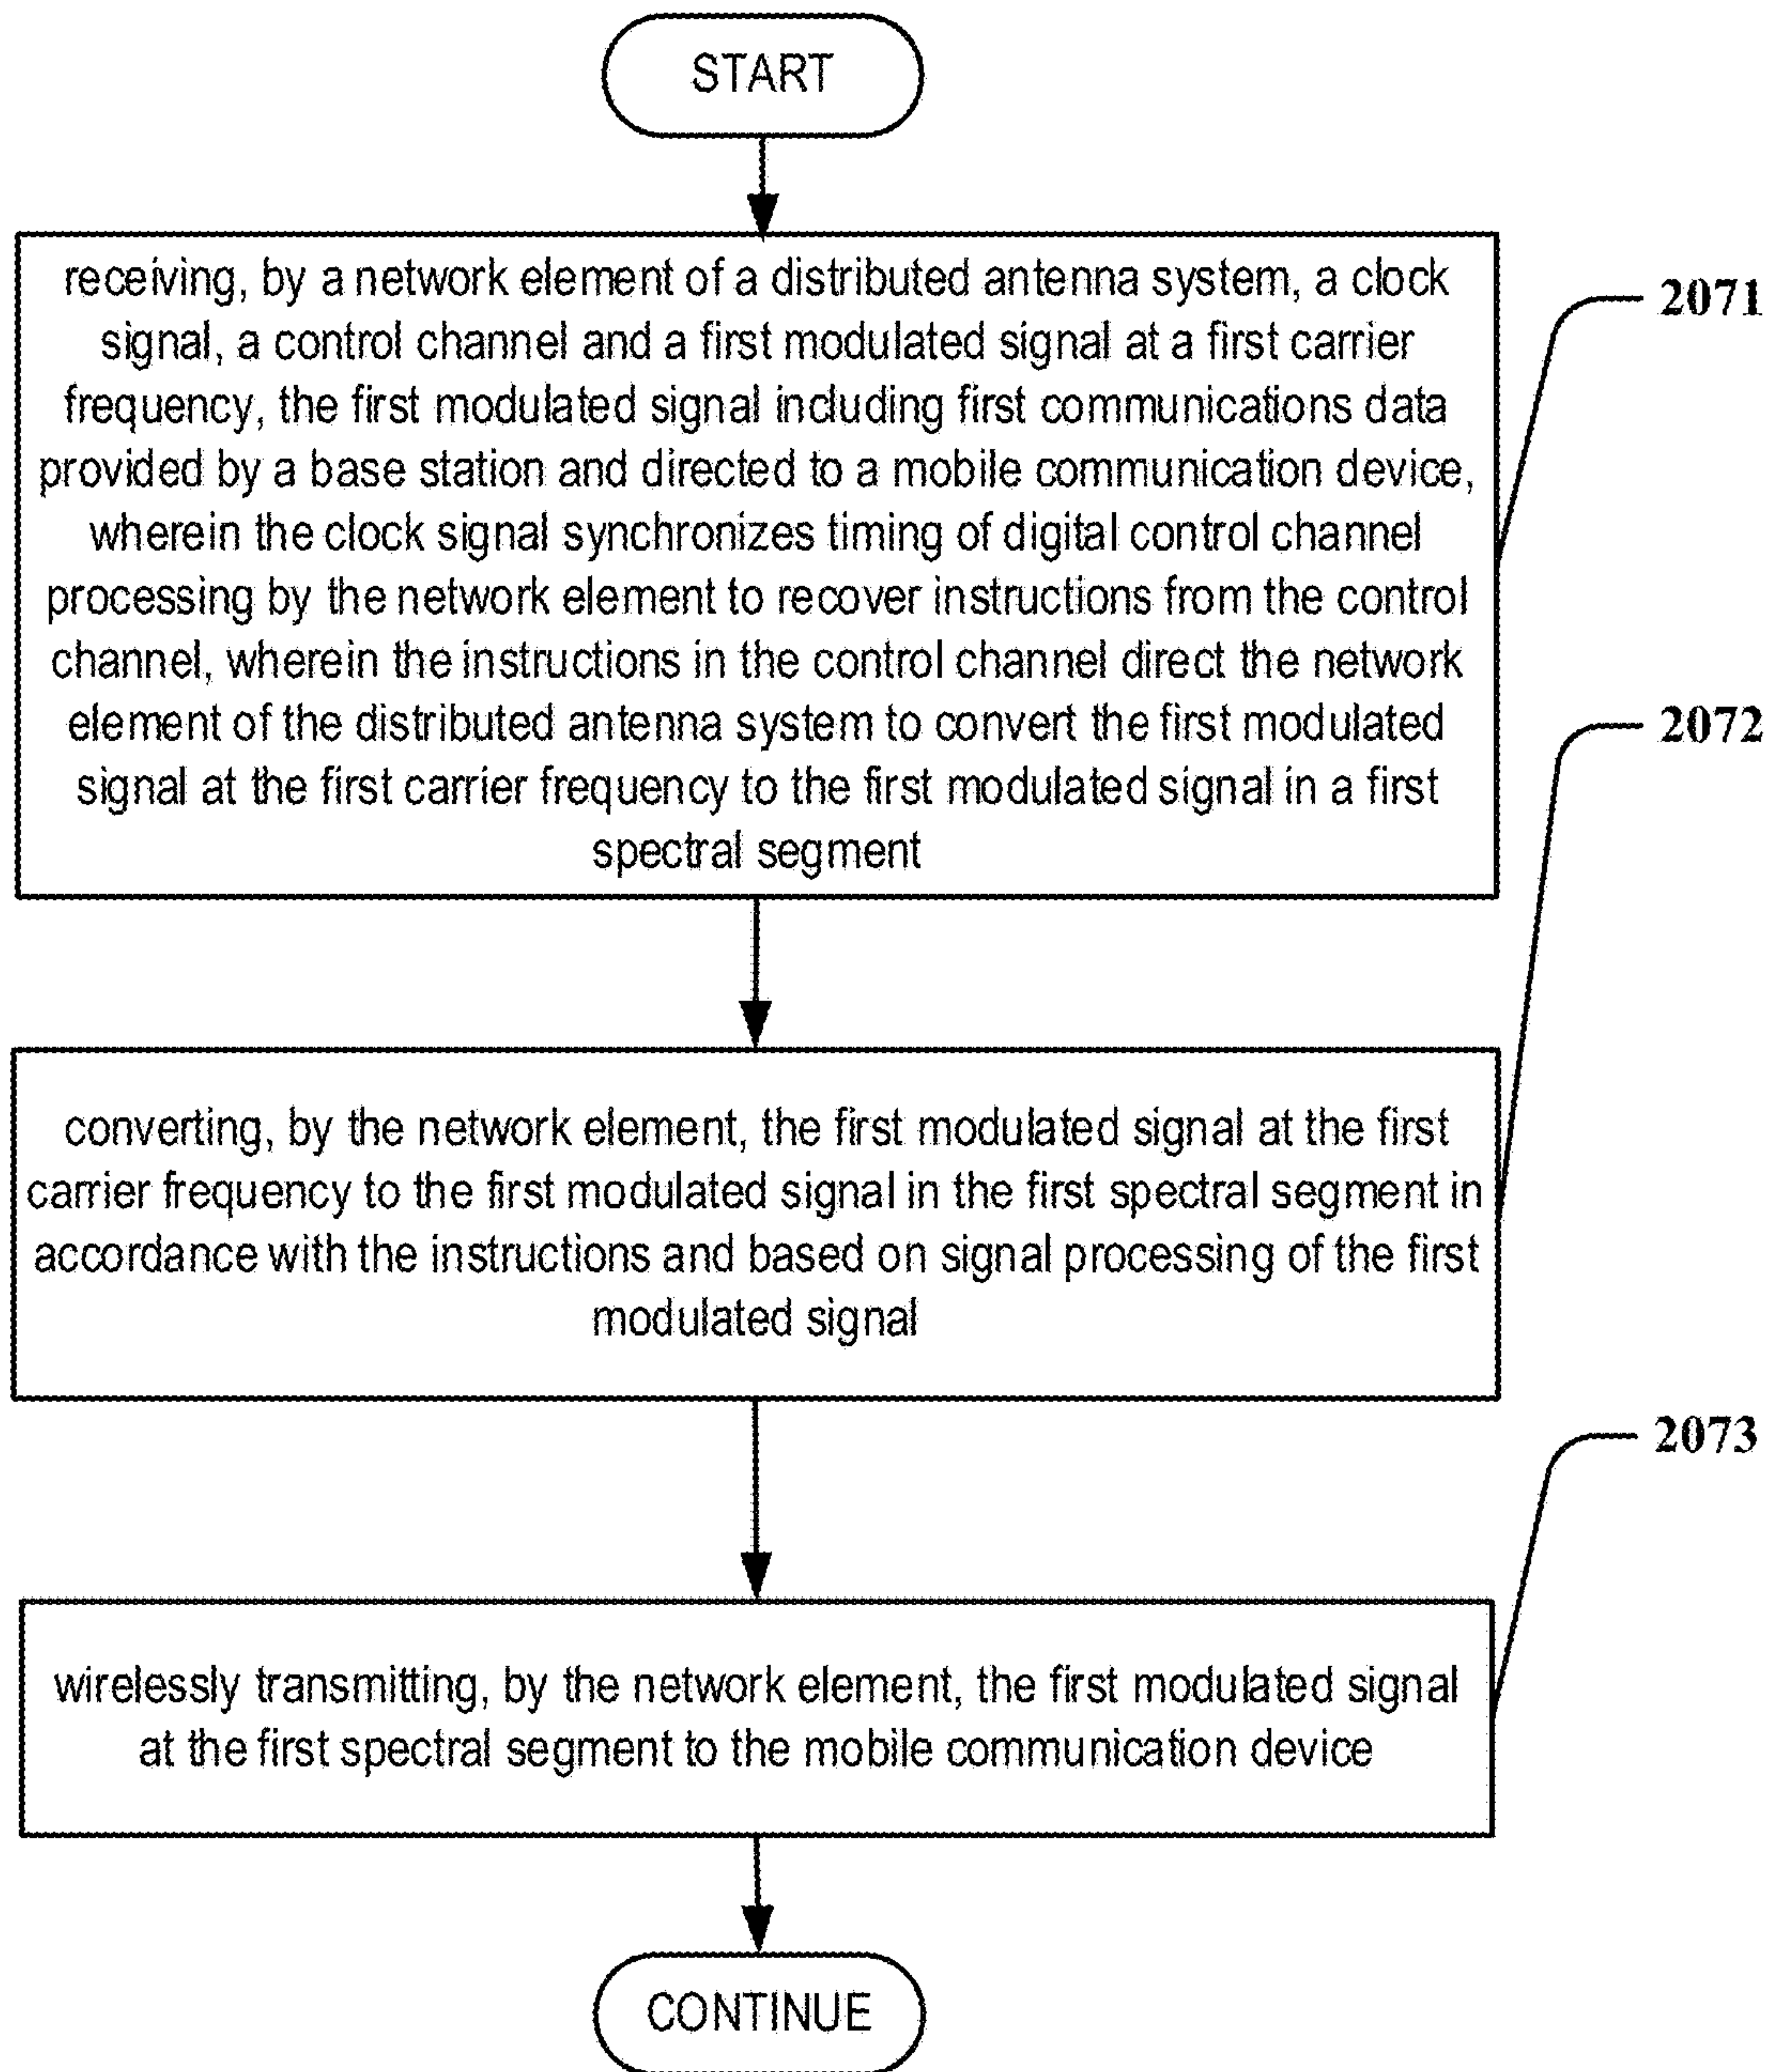 START
receiving, by a network element of a distributed antenna system, a clock
signal, a control channel and a first modulated signal at a first carrier
frequency, the first modulated signal including first communications data
provided by a base station and directed to a mobile communication device,
wherein the clock signal synchronizes timing of digital control channel
processing by the network element to recover instructions from the control
channel, wherein the instructions in the control channel direct the network
element of the distributed antenna system to convert the first modulated
signal at the first carrier frequency to the first modulated signal in a first
spectral segment
2071
converting, by the network element, the first modulated signal at the first
carrier frequency to the first modulated signal in the first spectral segment in
accordance with the instructions and based on signal processing of the first
modulated signal
2072
wirelessly transmitting, by the network element, the first modulated signal
at the first spectral segment to the mobile communication device
2073
CONTINUE